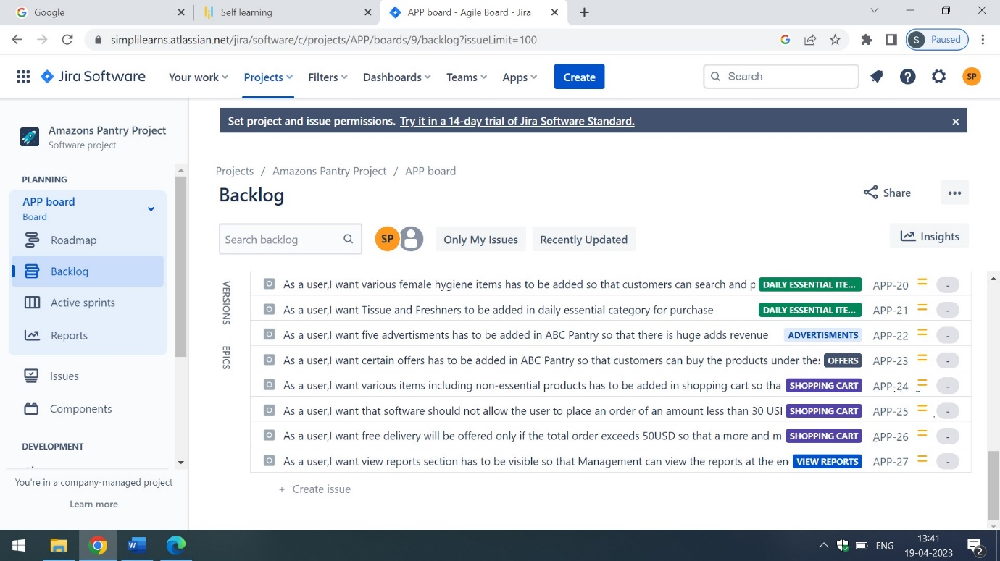 Google
Self learning
APP board - Agile Board - Jira
simplilearns.atlassian.net/jira/software/c/projects/APP/boards/9/backlog?issueLimit=100
S Paused
Jira Software Your work Projects Filters Dashboards Teams Apps Create Search SP
Amazons Pantry Project
Software project
PLANNING
APP board
Board
Roadmap
Backlog
Active sprints
Reports
Issues
Components
DEVELOPMENT
You're in a company-managed project
Learn more
Set project and issue permissions. Try it in a 14-day trial of Jira Software Standard.
Projects / Amazons Pantry Project / APP board
Backlog
Share
Search backlog SP Only My Issues Recently Updated Insights
VERSIONS
EPICS
As a user,I want various female hygiene items has to be added so that customers can search and p DAILY ESSENTIAL ITE... APP-20 -
As a user,I want Tissue and Freshners to be added in daily essential category for purchase DAILY ESSENTIAL ITE... APP-21 -
As a user,I want five advertisments has to be added in ABC Pantry so that there is huge adds revenue ADVERTISMENTS APP-22 -
As a user,I want certain offers has to be added in ABC Pantry so that customers can buy the products under thes OFFERS APP-23 -
As a user,I want various items including non-essential products has to be added in shopping cart so tha SHOPPING CART APP-24 -
As a user,I want that software should not allow the user to place an order of an amount less than 30 USI SHOPPING CART APP-25 -
As a user,I want free delivery will be offered only if the total order exceeds 50USD so that a more and m SHOPPING CART APP-26 -
As a user,I want view reports section has to be visible so that Management can view the reports at the en VIEW REPORTS APP-27 -
+ Create issue
ENG
13:41
19-04-2023
2